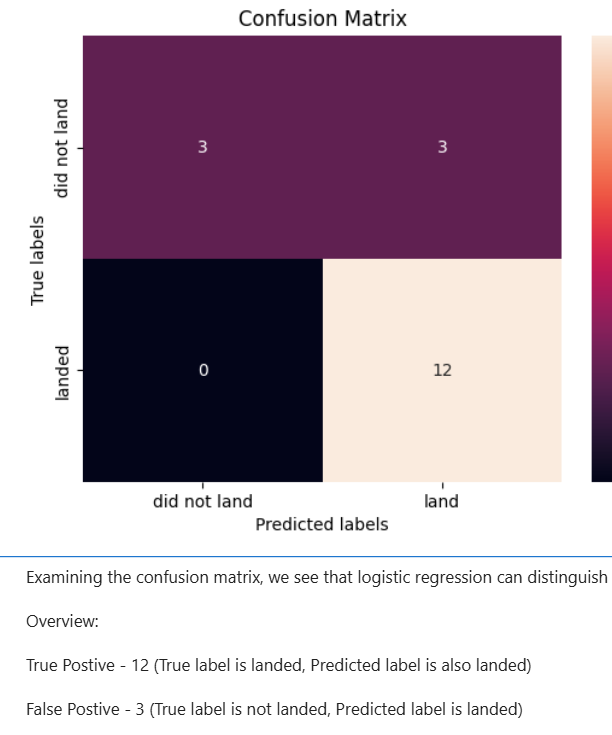 Confusion Matrix
did not land
3
3
True labels
landed
0
12
did not land
land
Predicted labels
Examining the confusion matrix, we see that logistic regression can distinguish
Overview:
True Postive - 12 (True label is landed, Predicted label is also landed)
False Postive - 3 (True label is not landed, Predicted label is landed)